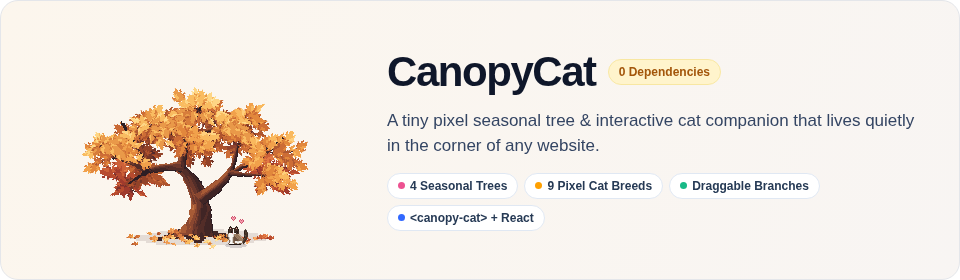 CanopyCat
0 Dependencies
A tiny pixel seasonal tree & interactive cat companion that lives quietly
in the corner of any website.
4 Seasonal Trees
9 Pixel Cat Breeds
Draggable Branches
<canopy-cat> + React